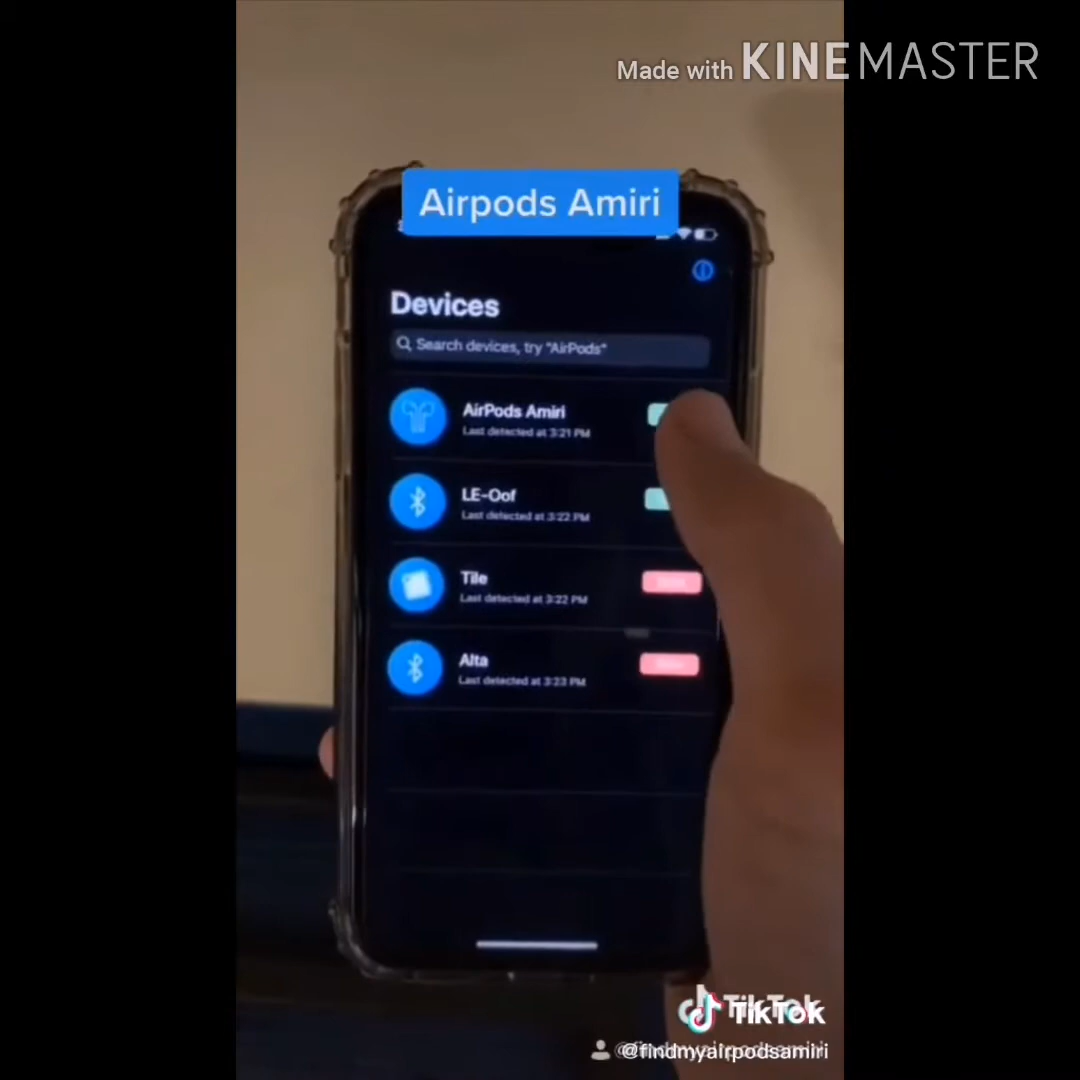 Made with KINEMASTER
Airpods Amiri
Devices
Search devices, try "AirPods"
AirPods Amiri
Last detected at 3:21 PM
LE-Oof
Last detected at 3:22 PM
Tile
Last detected at 3:22 PM
Alta
Last detected at 3:23 PM
TikTok
@findmyairpodsamiri